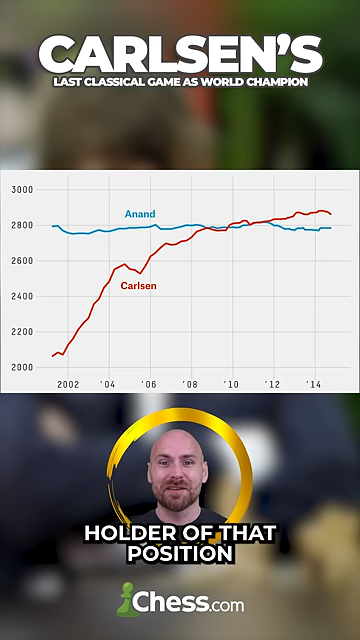 CARLSEN'S
LAST CLASSICAL GAME AS WORLD CHAMPION
3000
2800
2600
2400
2200
2000
Anand
Carlsen
2002 '04 '06 '08 '10 '12 '14
HOLDER OF THAT
POSITION
Chess.com